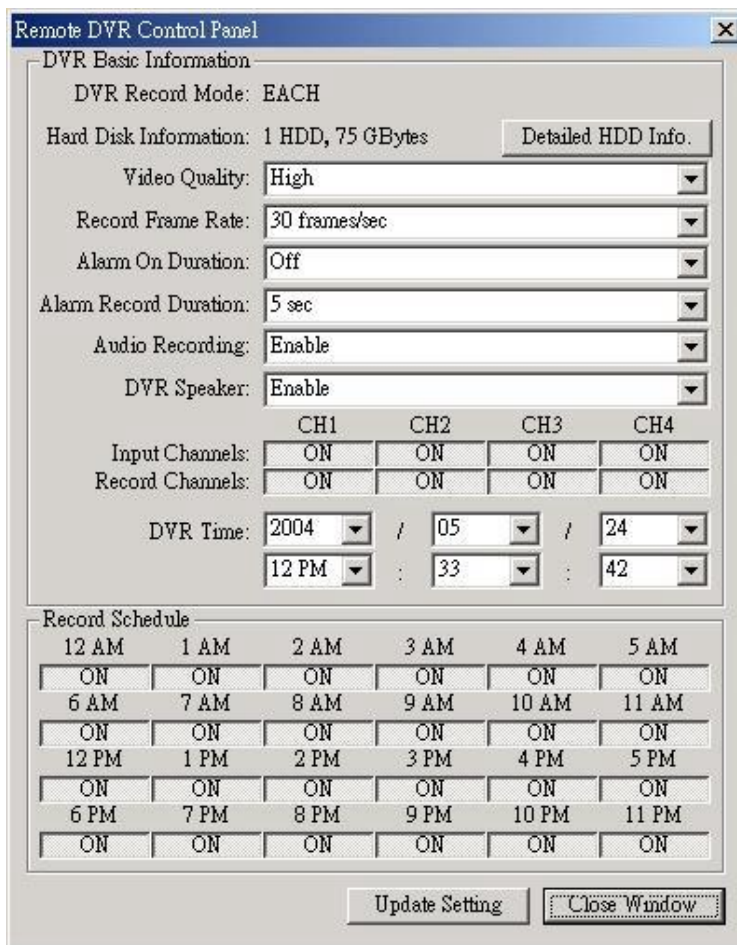 Remote DVR Control Panel
DVR Basic Information
DVR Record Mode: EACH
Hard Disk Information: 1 HDD, 75 GBytes Detailed HDD Info.
Video Quality: High
Record Frame Rate: 30 frames/sec
Alarm On Duration: Off
Alarm Record Duration: 5 sec
Audio Recording: Enable
DVR Speaker: Enable
CH1 CH2 CH3 CH4
Input Channels: ON ON ON ON
Record Channels: ON ON ON ON
DVR Time: 2004 / 05 / 24
12 PM : 33 : 42
Record Schedule
12 AM 1 AM 2 AM 3 AM 4 AM 5 AM
ON ON ON ON ON ON
6 AM 7 AM 8 AM 9 AM 10 AM 11 AM
ON ON ON ON ON ON
12 PM 1 PM 2 PM 3 PM 4 PM 5 PM
ON ON ON ON ON ON
6 PM 7 PM 8 PM 9 PM 10 PM 11 PM
ON ON ON ON ON ON
Update Setting Close Window